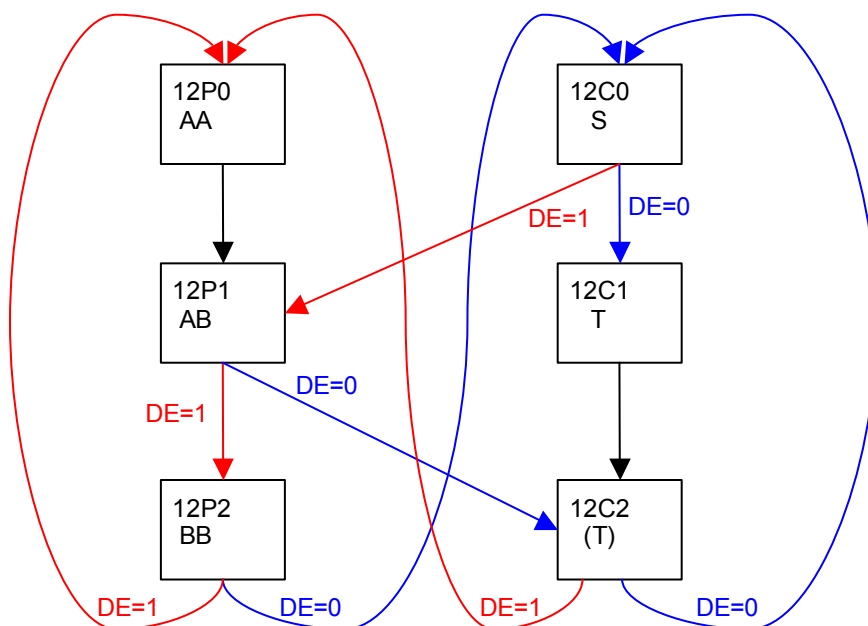 12P0
AA
12C0
S
DE=1
DE=0
12P1
AB
12C1
T
DE=0
DE=1
12P2
BB
12C2
(T)
DE=1
DE=0
DE=1
DE=0